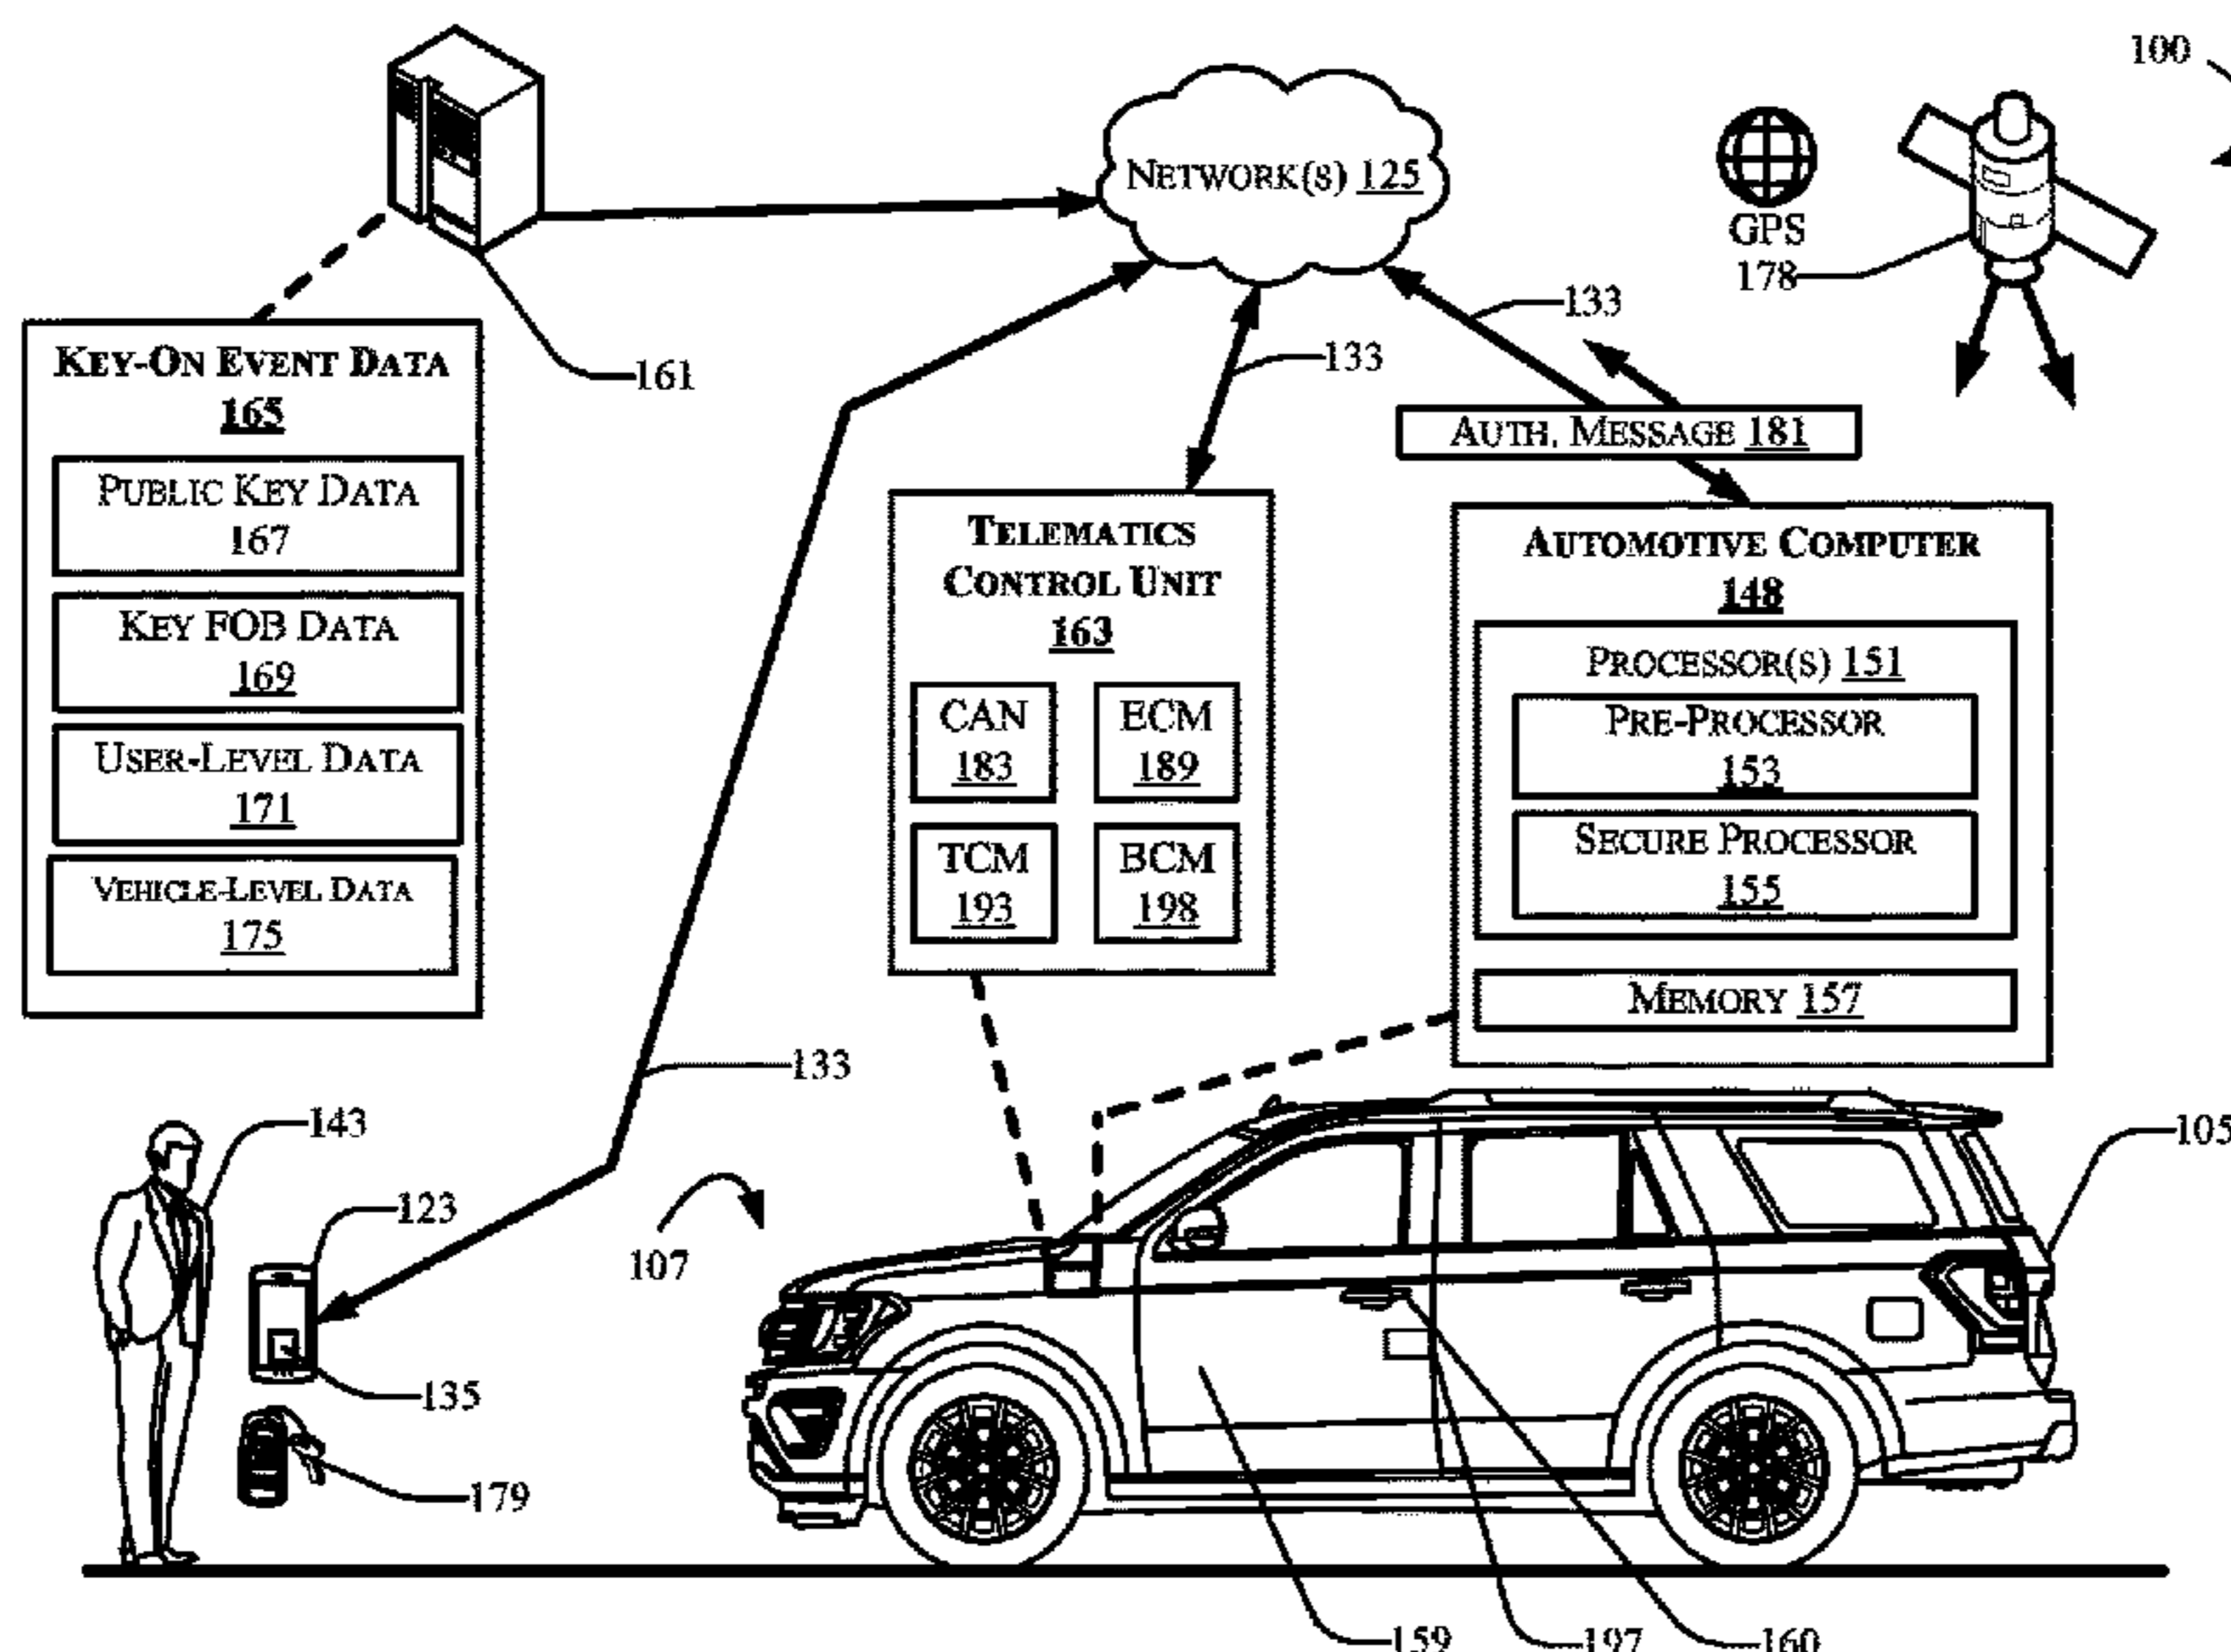 100
NETWORK(S) 125
GPS
178
133
133
161
KEY-ON EVENT DATA
165
PUBLIC KEY DATA
167
KEY FOB DATA
169
USER-LEVEL DATA
171
VEHICLE-LEVEL DATA
175
AUTH. MESSAGE 181
TELEMATICS
CONTROL UNIT
163
CAN
183
ECM
189
TCM
193
BCM
198
AUTOMOTIVE COMPUTER
148
PROCESSOR(S) 151
PRE-PROCESSOR
153
SECURE PROCESSOR
155
MEMORY 157
133
143
123
107
105
135
179
159
197
160